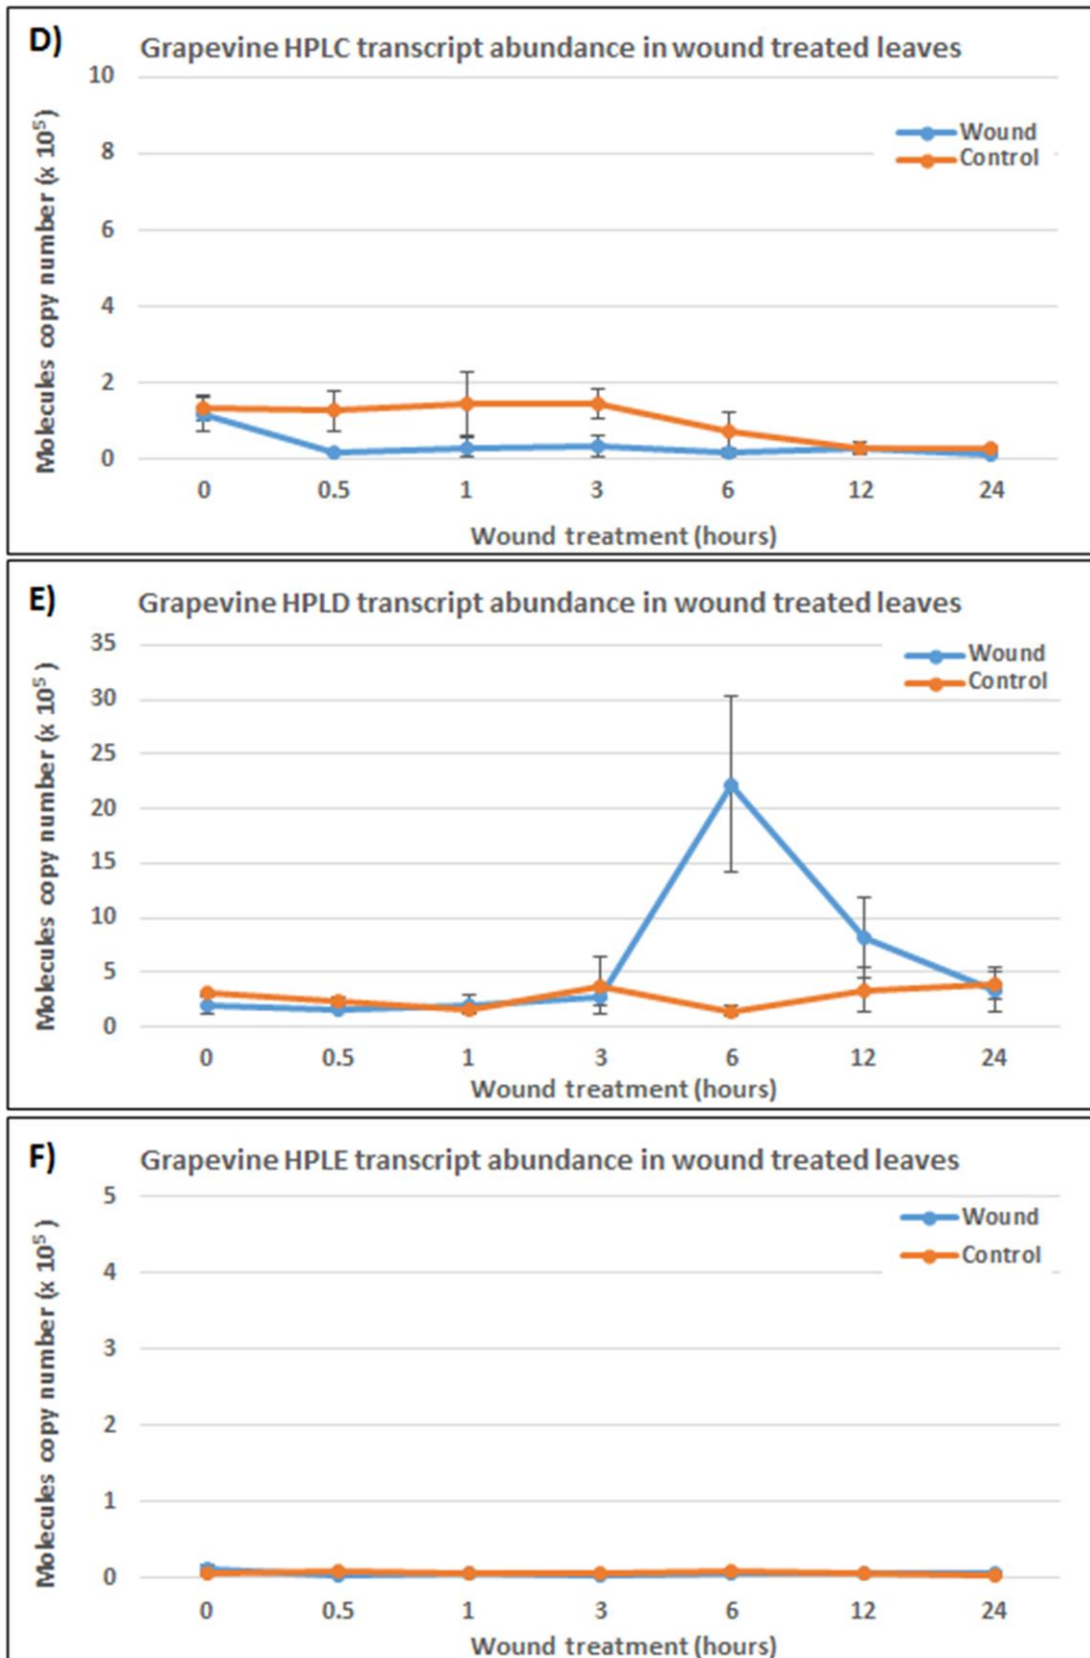 D)
Grapevine HPLC transcript abundance in wound treated leaves
Molecules copy number (x 10⁵)
10
8
6
4
2
0
Wound
Control
0 0.5 1 3 6 12 24
Wound treatment (hours)
E)
Grapevine HPLD transcript abundance in wound treated leaves
Molecules copy number (x 10⁵)
35
30
25
20
15
10
5
0
Wound
Control
0 0.5 1 3 6 12 24
Wound treatment (hours)
F)
Grapevine HPLE transcript abundance in wound treated leaves
Molecules copy number (x 10⁵)
5
4
3
2
1
0
Wound
Control
0 0.5 1 3 6 12 24
Wound treatment (hours)